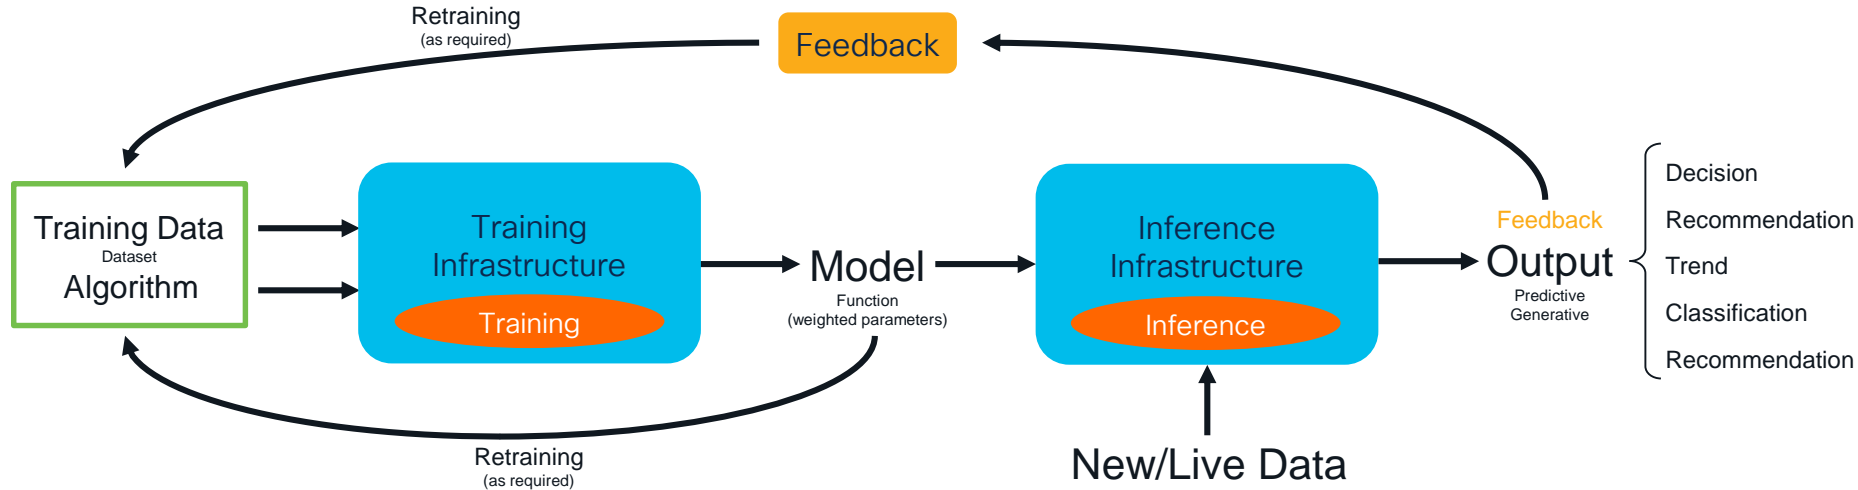 Retraining
(as required)
Feedback
Training Data
Dataset
Algorithm
Training
Infrastructure
Training
Model
Function
(weighted parameters)
Inference
Infrastructure
Inference
Feedback
Output
Predictive
Generative
Decision
Recommendation
Trend
Classification
Recommendation
Retraining
(as required)
New/Live Data